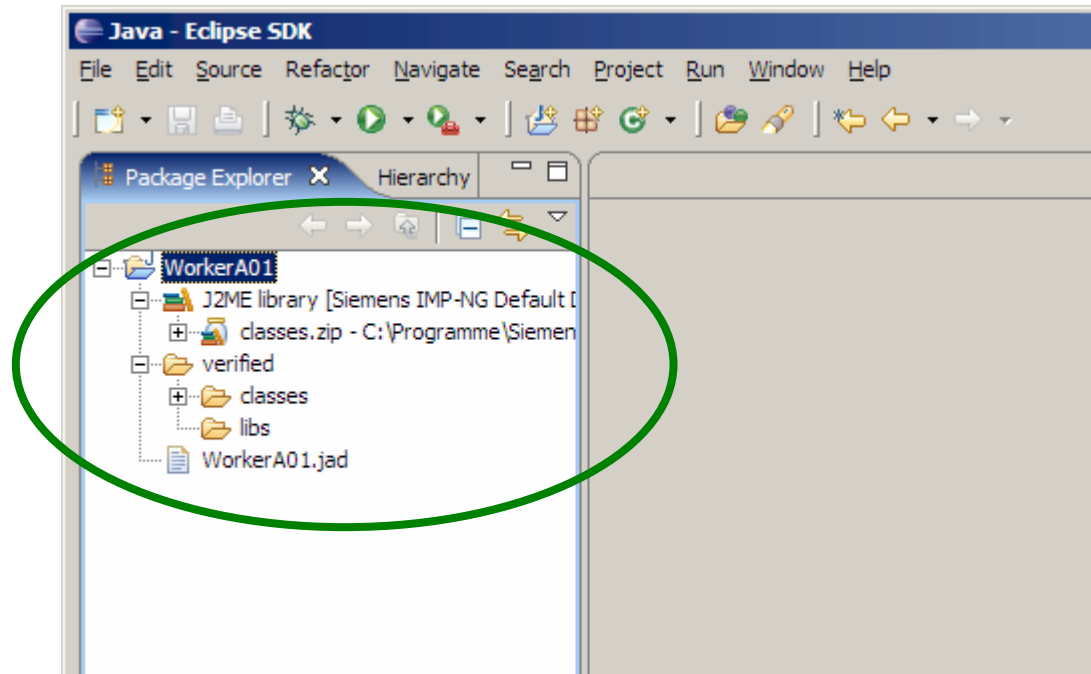 Java - Eclipse SDK
File Edit Source Refactor Navigate Search Project Run Window Help
Package Explorer Hierarchy
WorkerA01
J2ME library [Siemens IMP-NG Default D
classes.zip - C:\Programme\Siemen
verified
classes
libs
WorkerA01.jad